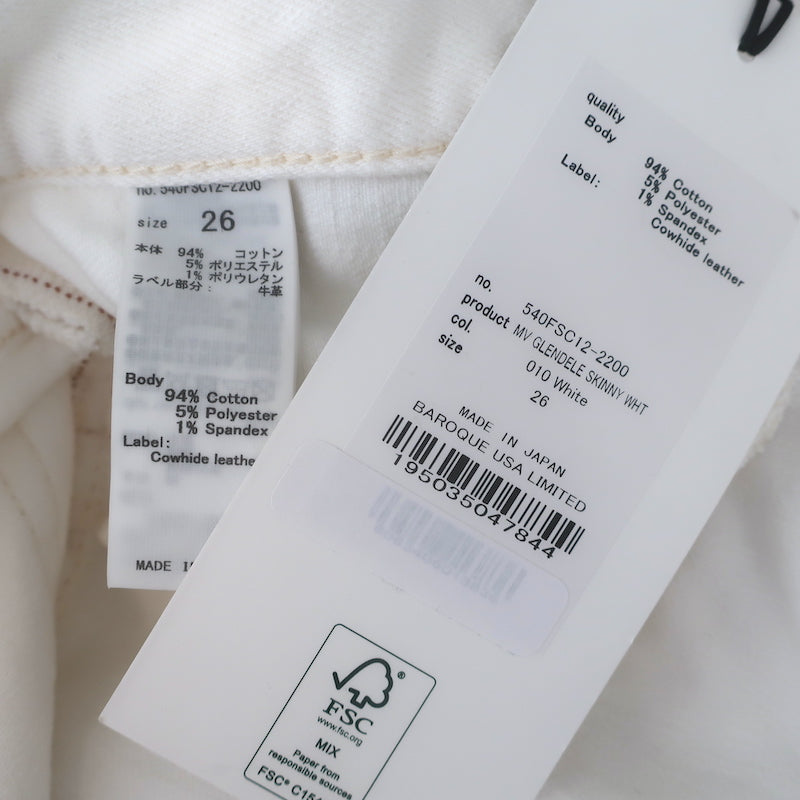 no. 540FSC12-2200
size 26
本体 94% コットン
5% ポリエステル
1% ポリウレタン
ラベル部分: 牛革
Body
94% Cotton
5% Polyester
1% Spandex
Label:
Cowhide leathe
MADE
quality
Body
94% Cotton
5% Polyester
1% Spandex
Label: Cowhide leather
no. 540FSC12-2200
product MV GLENDELE SKINNY WHT
col. 010 White
size 26
MADE IN JAPAN
BAROQUE USA LIMITED
195035047844
FSC®
www.fsc.org
MIX
Paper from
responsible sources
FSC® C154